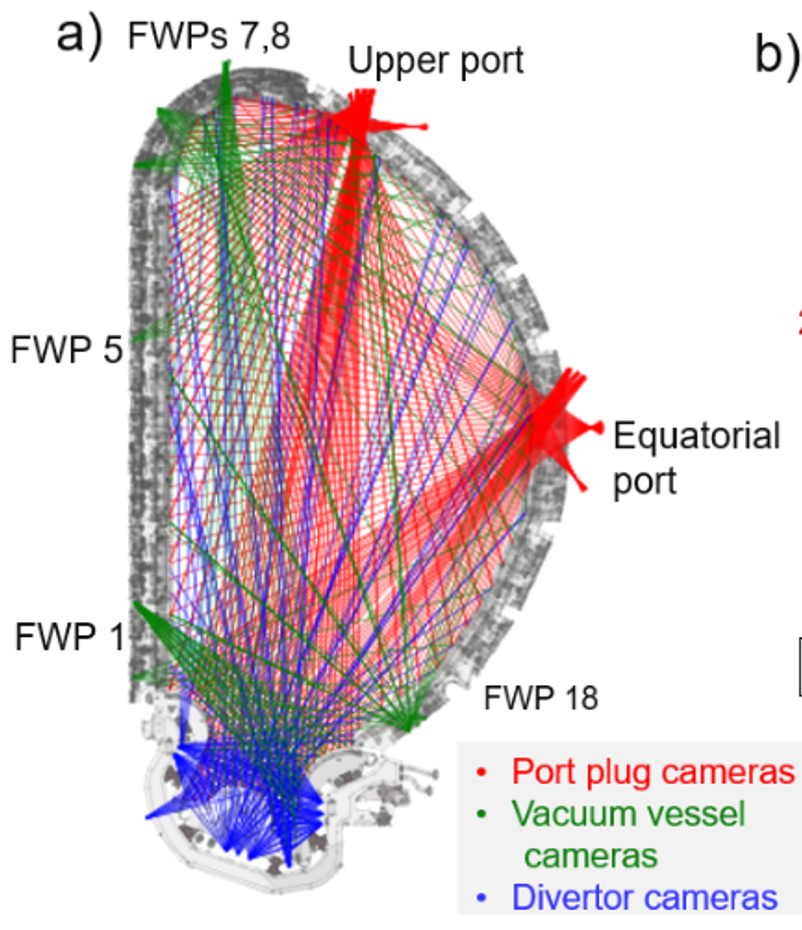 a) FWPs 7,8
Upper port
b)
FWP 5
Equatorial
port
FWP 1
FWP 18
• Port plug cameras
• Vacuum vessel
cameras
• Divertor cameras